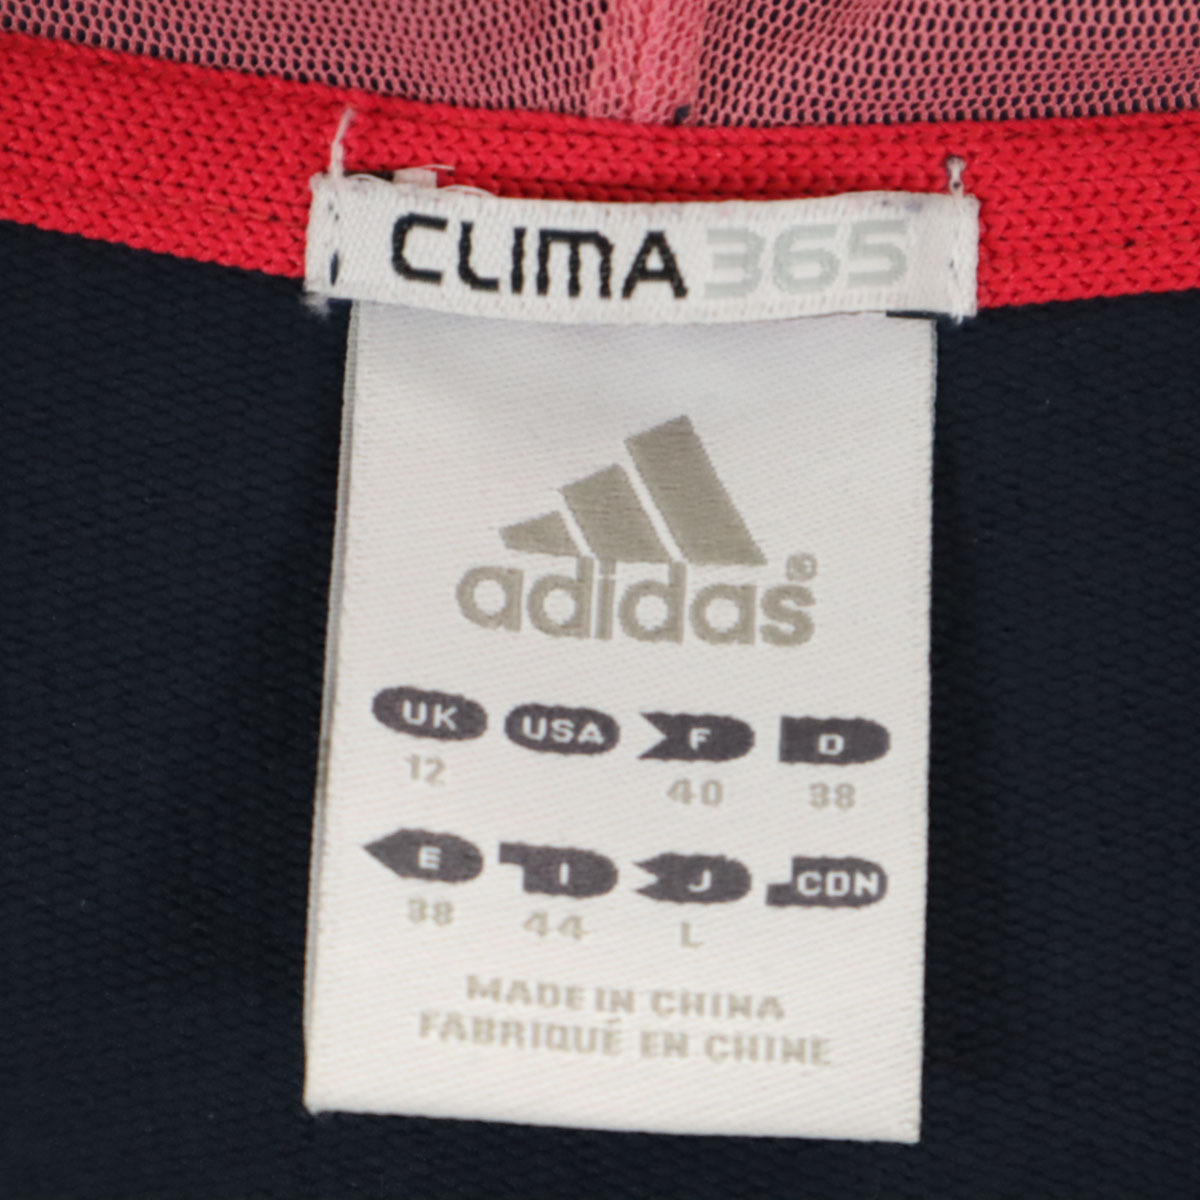 CLIMA365
adidas®
UK USA F D
12 40 38
E I J CDN
38 44 L
MADE IN CHINA
FABRIQUÉ EN CHINE